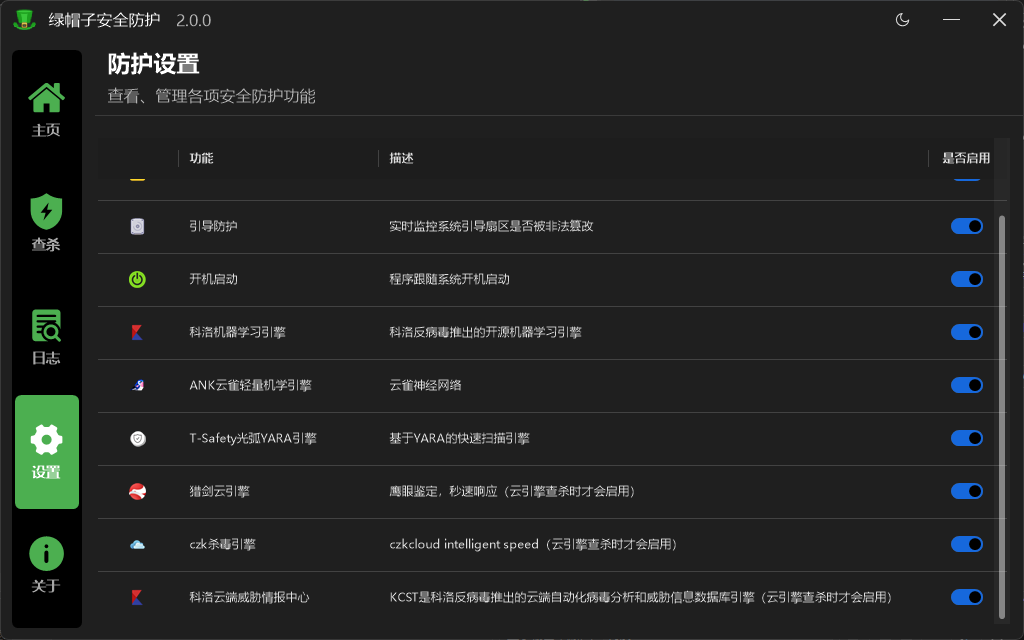 绿帽子安全防护 2.0.0
防护设置
查看、管理各项安全防护功能
主页
查杀
日志
设置
关于
功能 描述 是否启用
引导防护 实时监控系统引导扇区是否被非法篡改
开机启动 程序跟随系统开机启动
科洛机器学习引擎 科洛反病毒推出的开源机器学习引擎
ANK云雀轻量机学引擎 云雀神经网络
T-Safety光弧YARA引擎 基于YARA的快速扫描引擎
猎剑云引擎 鹰眼鉴定，秒速响应（云引擎查杀时才会启用）
czk杀毒引擎 czkcloud intelligent speed（云引擎查杀时才会启用）
科洛云端威胁情报中心 KCST是科洛反病毒推出的云端自动化病毒分析和威胁信息数据库引擎（云引擎查杀时才会启用）